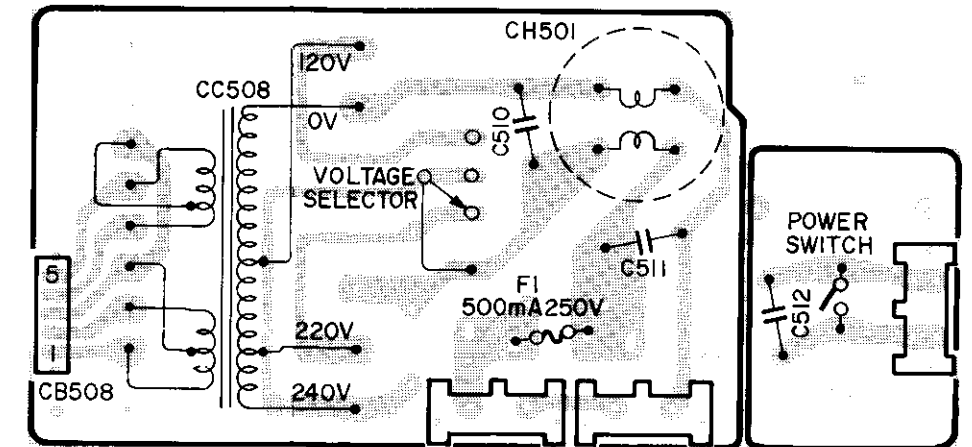 CH501
120V
CC508
0V
C510
VOLTAGE
SELECTOR
POWER
SWITCH
C511
5
F1
500mA250V
C512
220V
1
240V
CB508